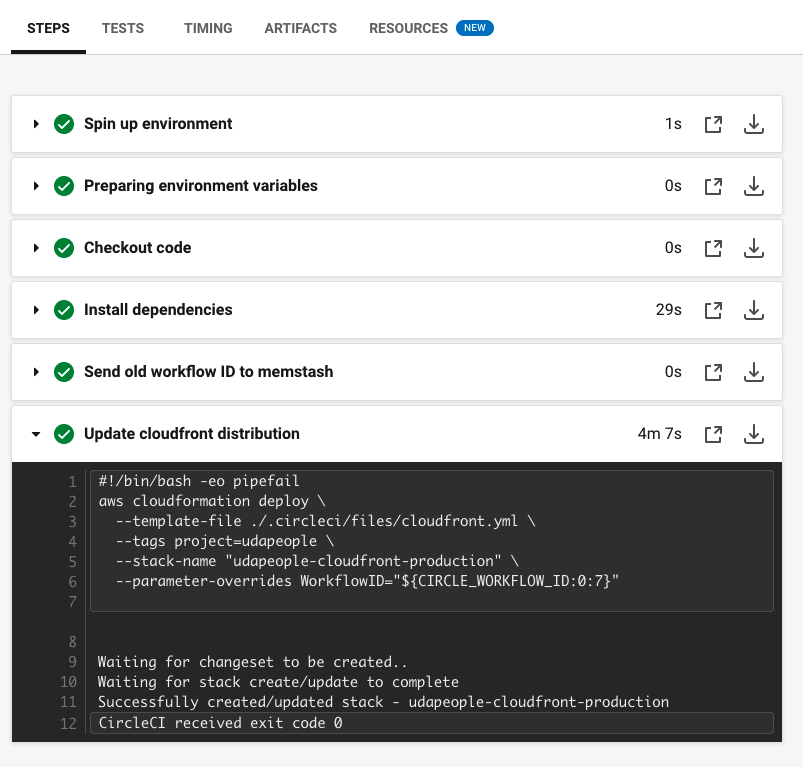 STEPS TESTS TIMING ARTIFACTS RESOURCES NEW
Spin up environment 1s
Preparing environment variables 0s
Checkout code 0s
Install dependencies 29s
Send old workflow ID to memstash 0s
Update cloudfront distribution 4m 7s
1 #!/bin/bash -eo pipefail
2 aws cloudformation deploy \
3 --template-file ./.circleci/files/cloudfront.yml \
4 --tags project=udapeople \
5 --stack-name "udapeople-cloudfront-production" \
6 --parameter-overrides WorkflowID="${CIRCLE_WORKFLOW_ID:0:7}"
7
8
9 Waiting for changeset to be created..
10 Waiting for stack create/update to complete
11 Successfully created/updated stack - udapeople-cloudfront-production
12 CircleCI received exit code 0